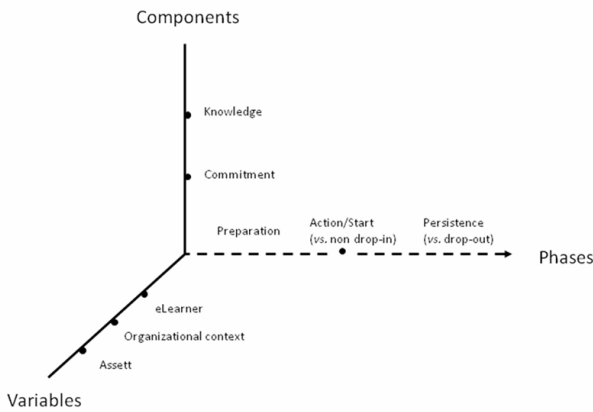 Components
Knowledge
Commitment
Preparation
Action/Start
(vs. non drop-in)
Persistence
(vs. drop-out)
Phases
eLearner
Organizational context
Assett
Variables